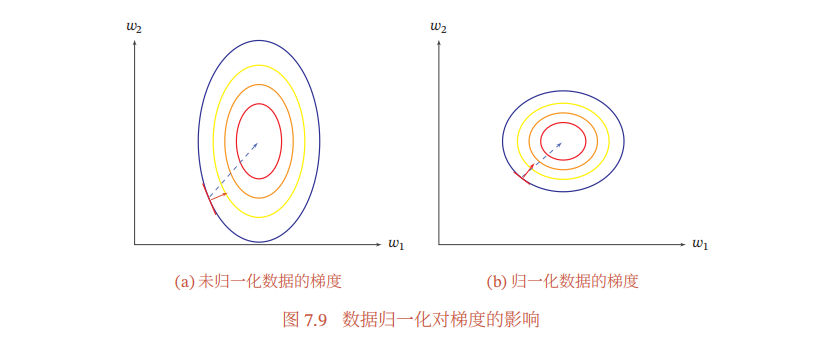 w₂
w₁
(a) 未归一化数据的梯度
w₂
w₁
(b) 归一化数据的梯度
图 7.9 数据归一化对梯度的影响